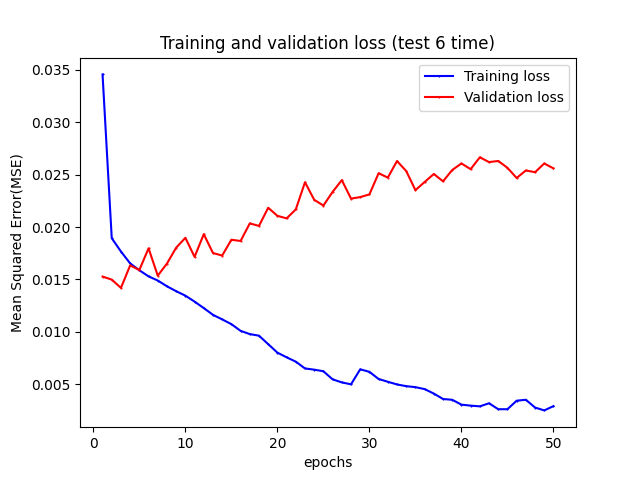 Training and validation loss (test 6 time)
Training loss
Validation loss
Mean Squared Error(MSE)
0.035
0.030
0.025
0.020
0.015
0.010
0.005
0 10 20 30 40 50
epochs